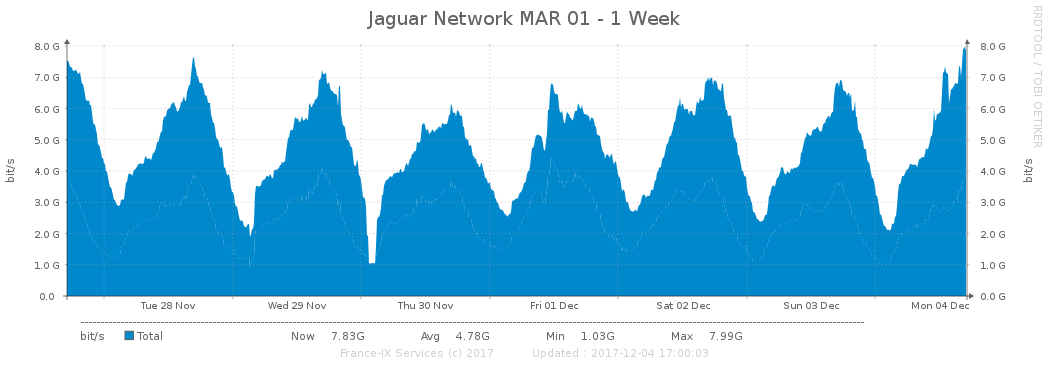 Jaguar Network MAR 01 - 1 Week
RRDTOOL / TOBI OETIKER
bit/s
8.0 G 8.0 G
7.0 G 7.0 G
6.0 G 6.0 G
5.0 G 5.0 G
4.0 G 4.0 G
3.0 G 3.0 G
2.0 G 2.0 G
1.0 G 1.0 G
0.0 0.0 G
bit/s
Tue 28 Nov Wed 29 Nov Thu 30 Nov Fri 01 Dec Sat 02 Dec Sun 03 Dec Mon 04 Dec
bit/s Total Now 7.83G Avg 4.78G Min 1.03G Max 7.99G
France-IX Services (c) 2017 Updated : 2017-12-04 17:00:03